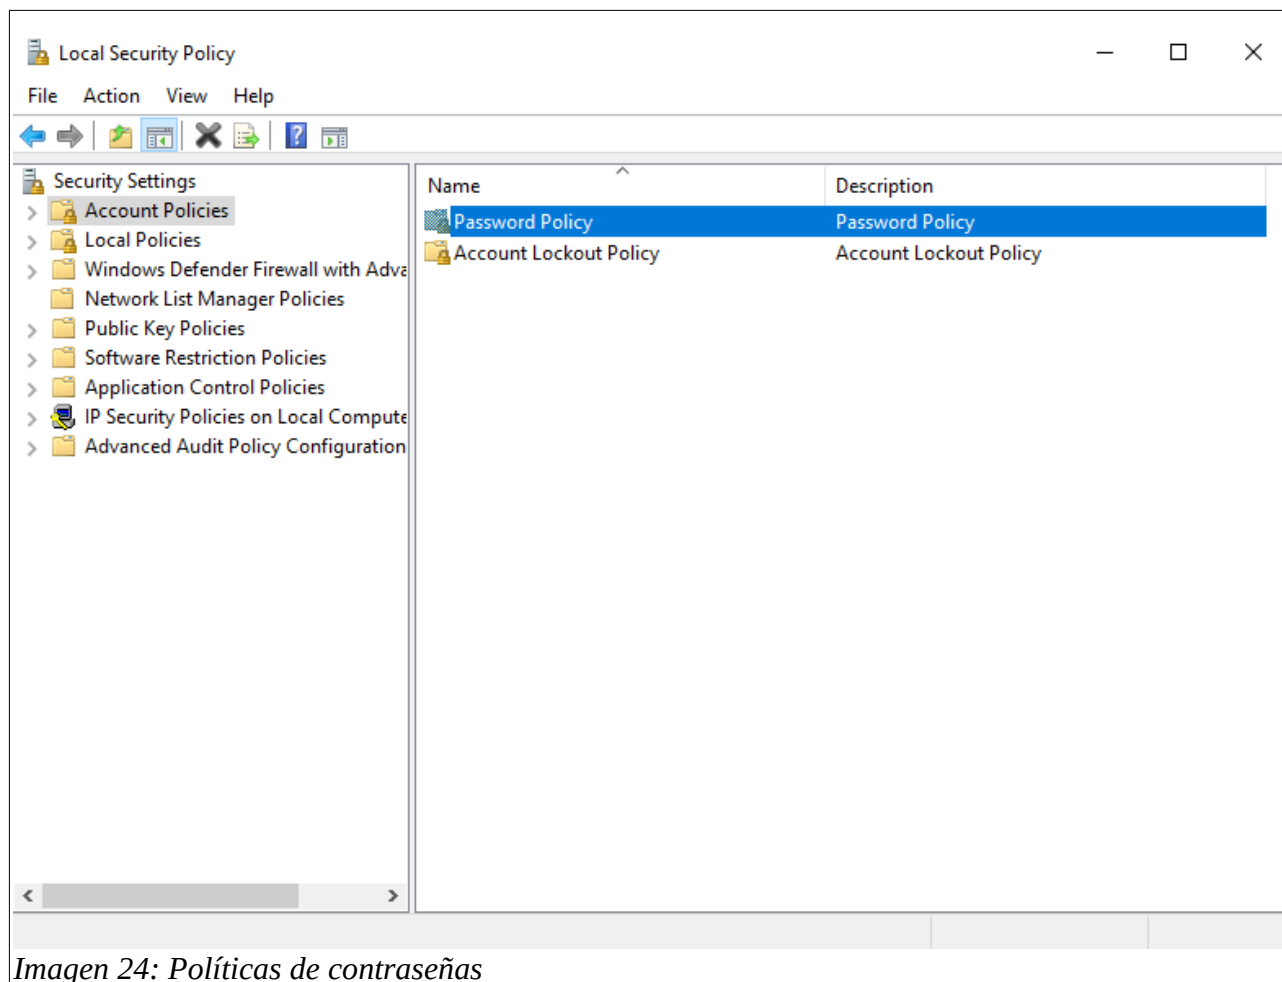 Local Security Policy
File Action View Help
Security Settings
Account Policies
Local Policies
Windows Defender Firewall with Adva
Network List Manager Policies
Public Key Policies
Software Restriction Policies
Application Control Policies
IP Security Policies on Local Compute
Advanced Audit Policy Configuration
Name Description
Password Policy Password Policy
Account Lockout Policy Account Lockout Policy
Imagen 24: Políticas de contraseñas